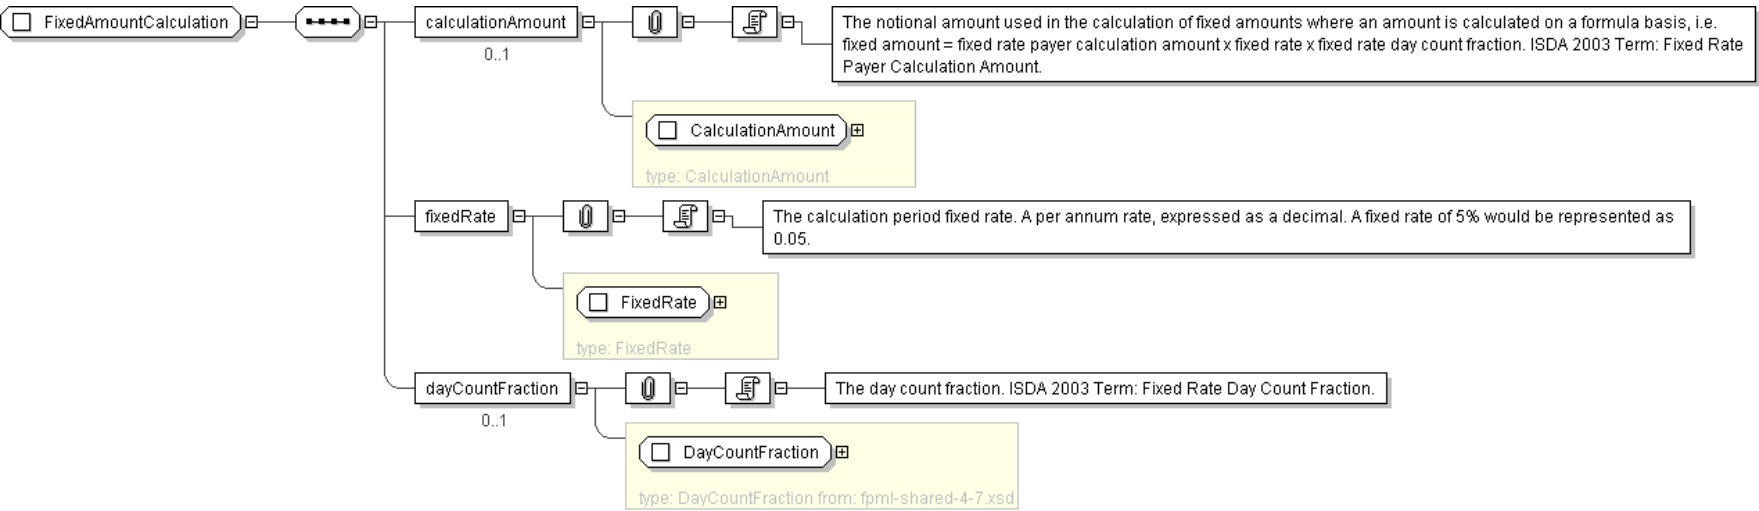 FixedAmountCalculation
calculationAmount
0..1
The notional amount used in the calculation of fixed amounts where an amount is calculated on a formula basis, i.e.
fixed amount = fixed rate payer calculation amount x fixed rate x fixed rate day count fraction. ISDA 2003 Term: Fixed Rate
Payer Calculation Amount.
CalculationAmount
type: CalculationAmount
fixedRate
The calculation period fixed rate. A per annum rate, expressed as a decimal. A fixed rate of 5% would be represented as
0.05.
FixedRate
type: FixedRate
dayCountFraction
0..1
The day count fraction. ISDA 2003 Term: Fixed Rate Day Count Fraction.
DayCountFraction
type: DayCountFraction from: fpml-shared-4-7.xsd